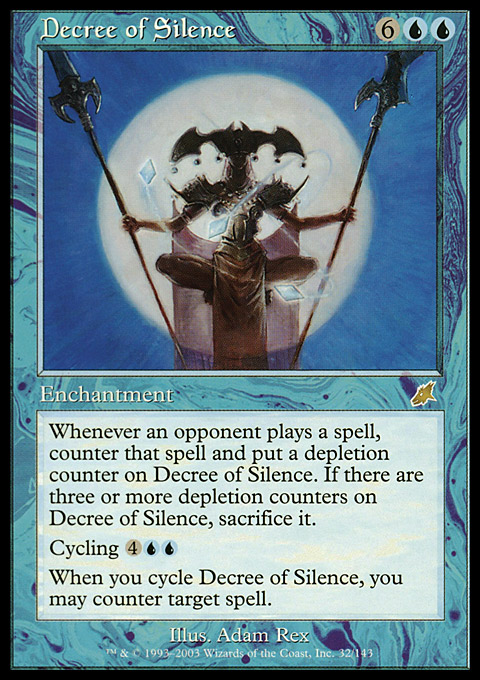 Decree of Silence 6
Enchantment
Whenever an opponent plays a spell,
counter that spell and put a depletion
counter on Decree of Silence. If there are
three or more depletion counters on
Decree of Silence, sacrifice it.
Cycling 4
When you cycle Decree of Silence, you
may counter target spell.
Illus. Adam Rex
™ & © 1993–2003 Wizards of the Coast, Inc. 32/143